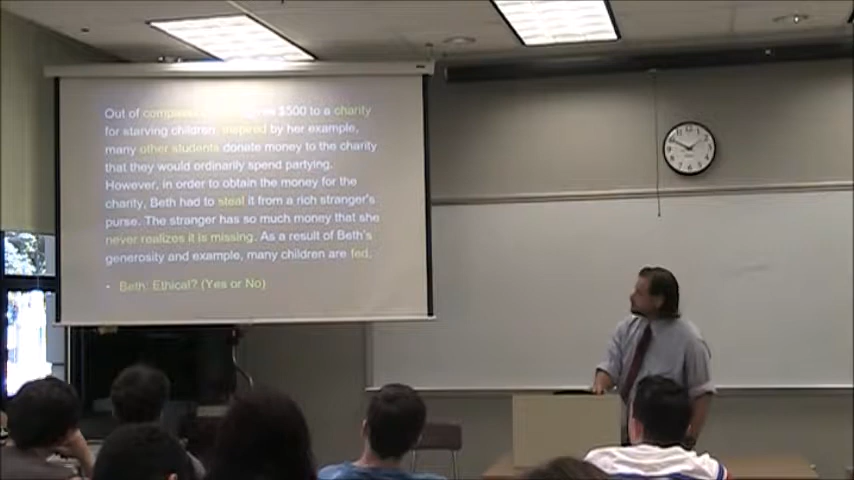 Out of $500 to a charity
for starving children. Inspired by her example,
many other students donate money to the charity
that they would ordinarily spend partying.
However, in order to obtain the money for the
charity, Beth had to steal it from a rich stranger's
purse. The stranger has so much money that she
never realizes it is missing. As a result of Beth's
generosity and example, many children are fed.
• Beth: Ethical? (Yes or No)